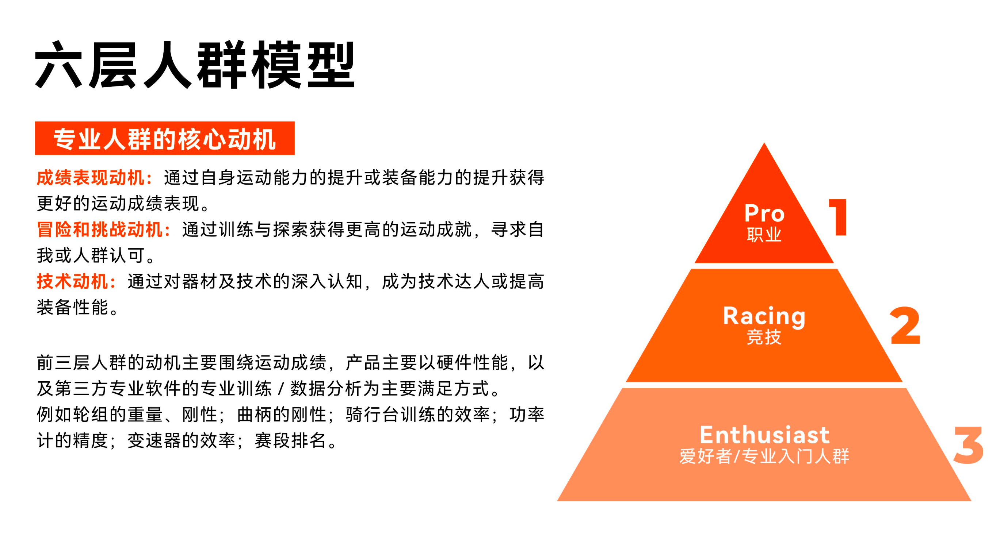 六层人群模型
专业人群的核心动机
成绩表现动机：通过自身运动能力的提升或装备能力的提升获得
更好的运动成绩表现。
冒险和挑战动机：通过训练与探索获得更高的运动成就，寻求自
我或人群认可。
技术动机：通过对器材及技术的深入认知，成为技术达人或提高
装备性能。
前三层人群的动机主要围绕运动成绩，产品主要以硬件性能，以
及第三方专业软件的专业训练 / 数据分析为主要满足方式。
例如轮组的重量、刚性；曲柄的刚性；骑行台训练的效率；功率
计的精度；变速器的效率；赛段排名。
Pro
职业
1
Racing
竞技
2
Enthusiast
爱好者/专业入门人群
3